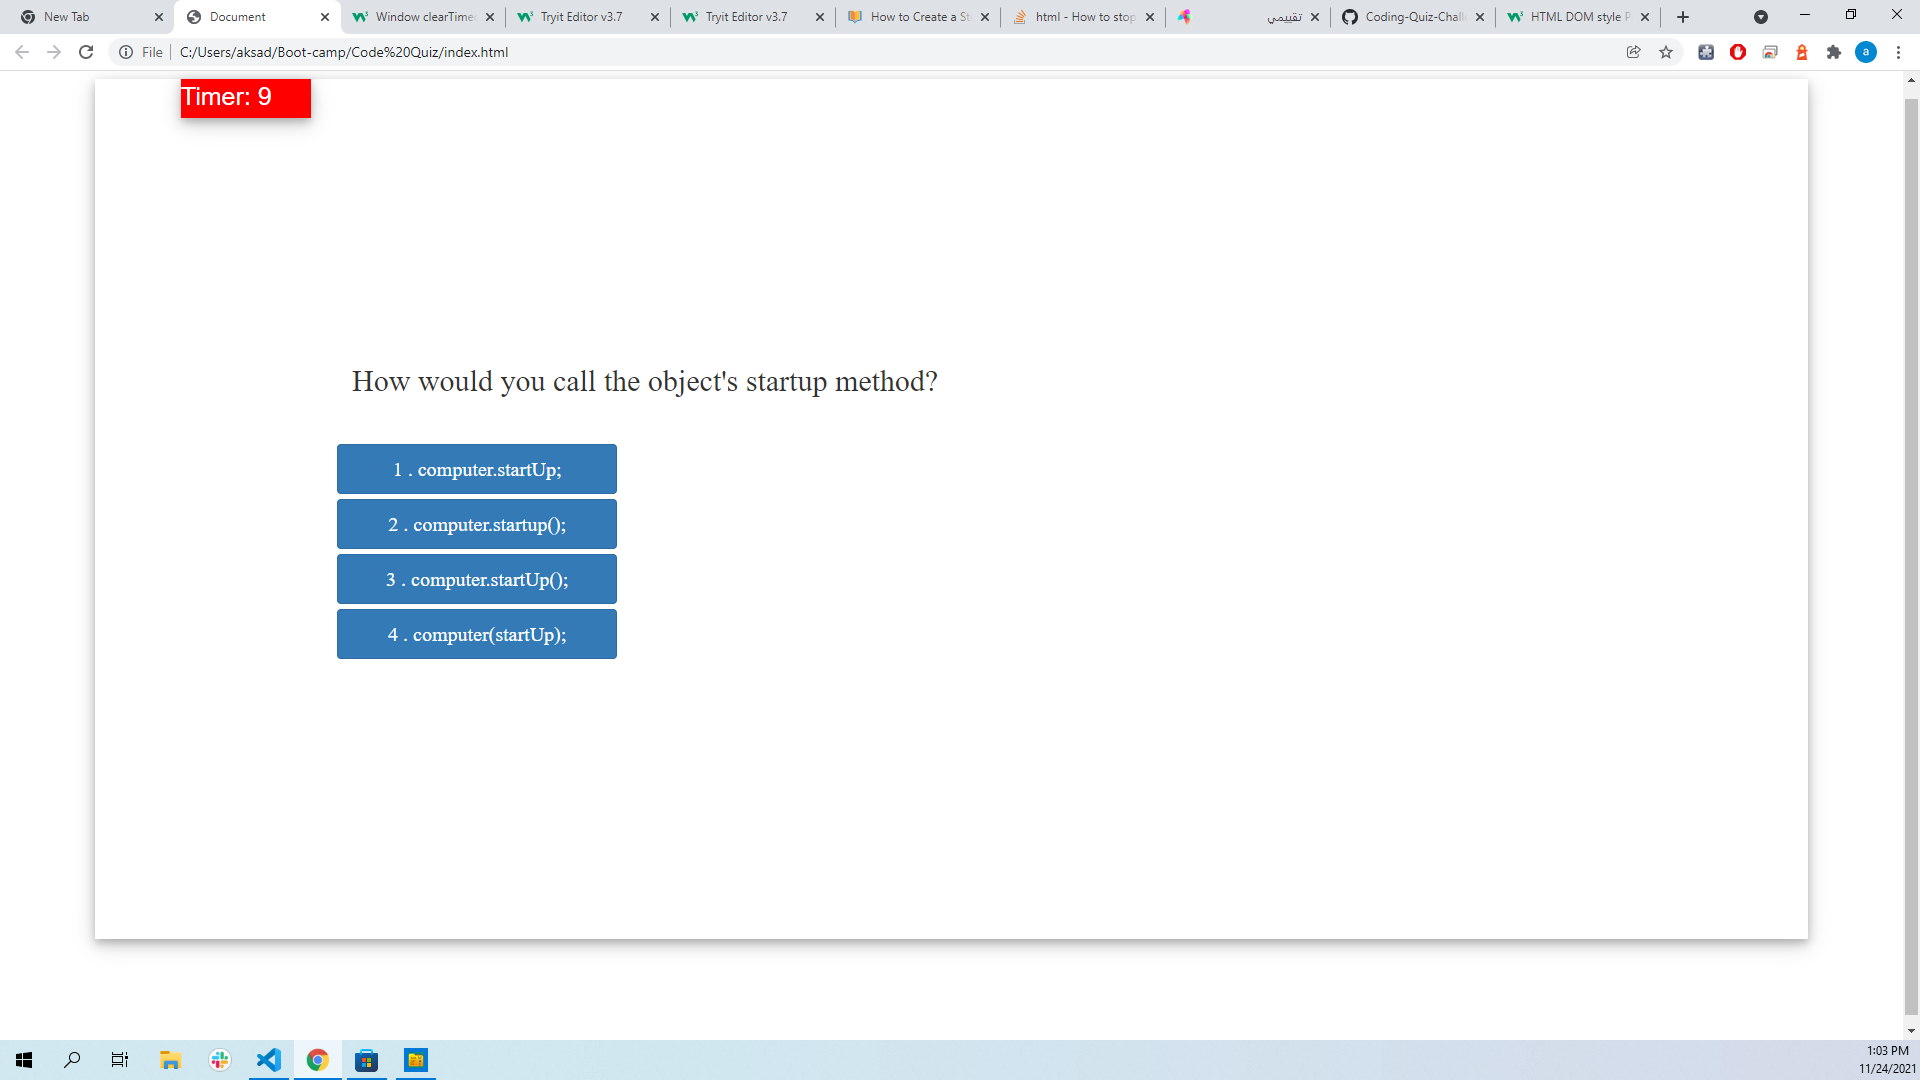 New Tab
Document
Window clearTime
Tryit Editor v3.7
Tryit Editor v3.7
How to Create a S
html - How to stop
تقييمي
Coding-Quiz-Chall
HTML DOM style P
File
C:/Users/aksad/Boot-camp/Code%20Quiz/index.html
a
Timer: 9
How would you call the object's startup method?
1 . computer.startUp;
2 . computer.startup();
3 . computer.startUp();
4 . computer(startUp);
1:03 PM
11/24/2021